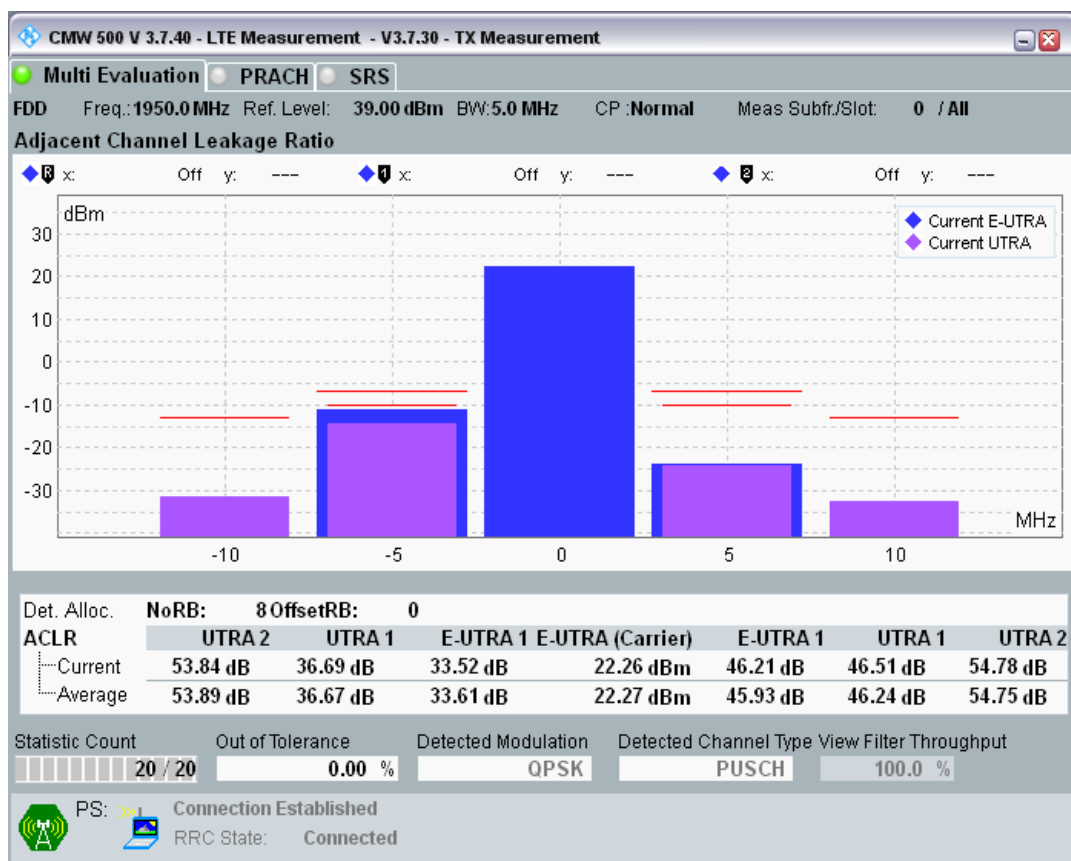 CMW 500 V 3.7.40 - LTE Measurement - V3.7.30 - TX Measurement
Multi Evaluation PRACH SRS
FDD Freq.: 1950.0 MHz Ref. Level: 39.00 dBm BW: 5.0 MHz CP : Normal Meas Subfr./Slot: 0 / All
Adjacent Channel Leakage Ratio
R x: Off y: --- 1 x: Off y: --- 2 x: Off y: ---
dBm
Current E-UTRA
Current UTRA
30
20
10
0
-10
-20
-30
MHz
-10 -5 0 5 10
Det. Alloc. NoRB: 8 OffsetRB: 0
ACLR UTRA 2 UTRA 1 E-UTRA 1 E-UTRA (Carrier) E-UTRA 1 UTRA 1 UTRA 2
Current 53.84 dB 36.69 dB 33.52 dB 22.26 dBm 46.21 dB 46.51 dB 54.78 dB
Average 53.89 dB 36.67 dB 33.61 dB 22.27 dBm 45.93 dB 46.24 dB 54.75 dB
Statistic Count Out of Tolerance Detected Modulation Detected Channel Type View Filter Throughput
20 / 20 0.00 % QPSK PUSCH 100.0 %
PS: Connection Established
RRC State: Connected